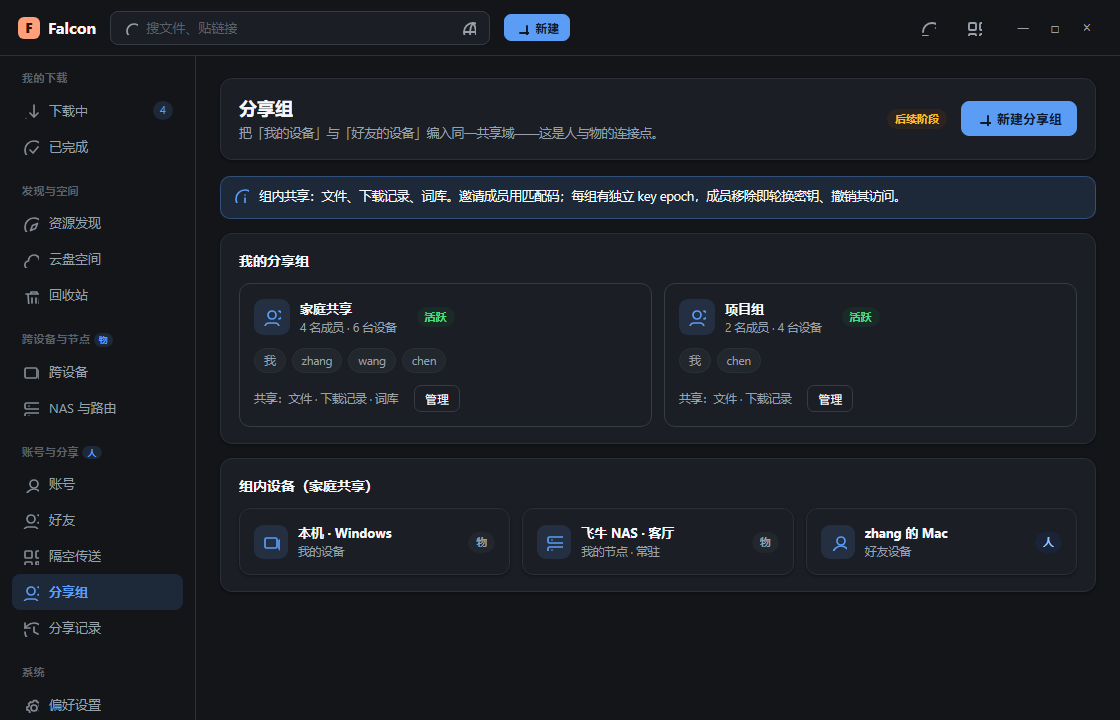 F Falcon
搜文件、贴链接
新建
我的下载
下载中
4
已完成
发现与空间
资源发现
云盘空间
回收站
跨设备与节点 物
跨设备
NAS 与路由
账号与分享 人
账号
好友
隔空传送
分享组
分享记录
系统
偏好设置
分享组
把「我的设备」与「好友的设备」编入同一共享域——这是人与物的连接点。
后续阶段
新建分享组
组内共享：文件、下载记录、词库。邀请成员用匹配码；每组有独立 key epoch，成员移除即轮换密钥、撤销其访问。
我的分享组
家庭共享
4 名成员 · 6 台设备
活跃
我 zhang wang chen
共享：文件 · 下载记录 · 词库
管理
项目组
2 名成员 · 4 台设备
活跃
我 chen
共享：文件 · 下载记录
管理
组内设备（家庭共享）
本机 · Windows
我的设备
物
飞牛 NAS · 客厅
我的节点 · 常驻
物
zhang 的 Mac
好友设备
人